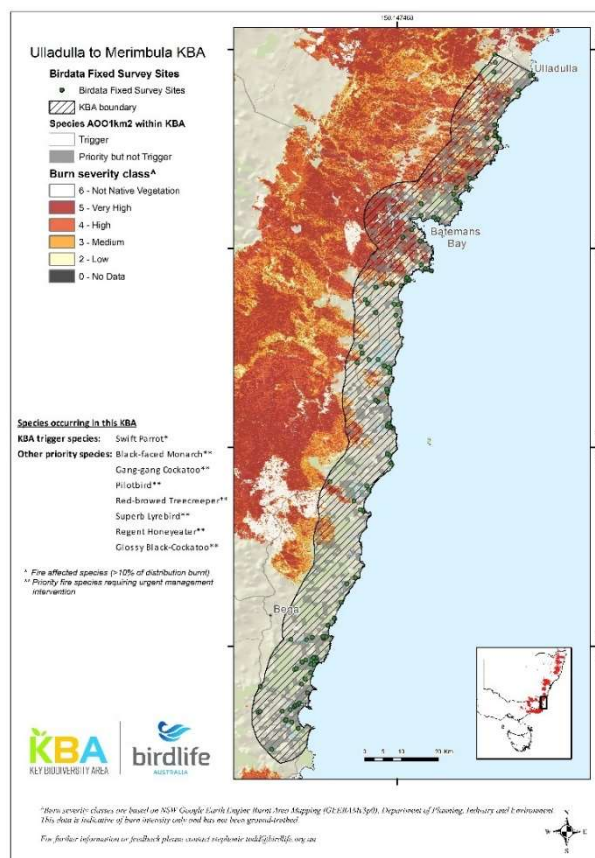 Ulladulla to Merimbula KBA
Birdata Fixed Survey Sites
Birdata Fixed Survey Sites
KBA boundary
Species AOO1km2 within KBA
Trigger
Priority but not Trigger
Burn severity class^
6 - Not Native Vegetation
5 - Very High
4 - High
3 - Medium
2 - Low
0 - No Data
Species occurring in this KBA
KBA trigger species: Swift Parrot*
Other priority species: Black-faced Monarch**
Gang-gang Cockatoo**
Pilotbird**
Red-browed Treecreeper**
Superb Lyrebird**
Regent Honeyeater**
Glossy Black-Cockatoo**
* Fire affected species (>10% of distribution burnt)
** Priority fire species requiring urgent management
intervention
150.147468
Ulladulla
Batemans
Bay
Bega
0 5 10 20 Km
KBA
KEY BIODIVERSITY AREA
birdlife
AUSTRALIA
^Burn severity classes are based on NSW Google Earth Engine Burnt Area Mapping (GEEBAM3p0), Department of Planning, Industry and Environment.
This data is indicative of burn intensity only and has not been ground-truthed
For further information or feedback please contact stephanie.todd@birdlife.org.au
N
W E
S